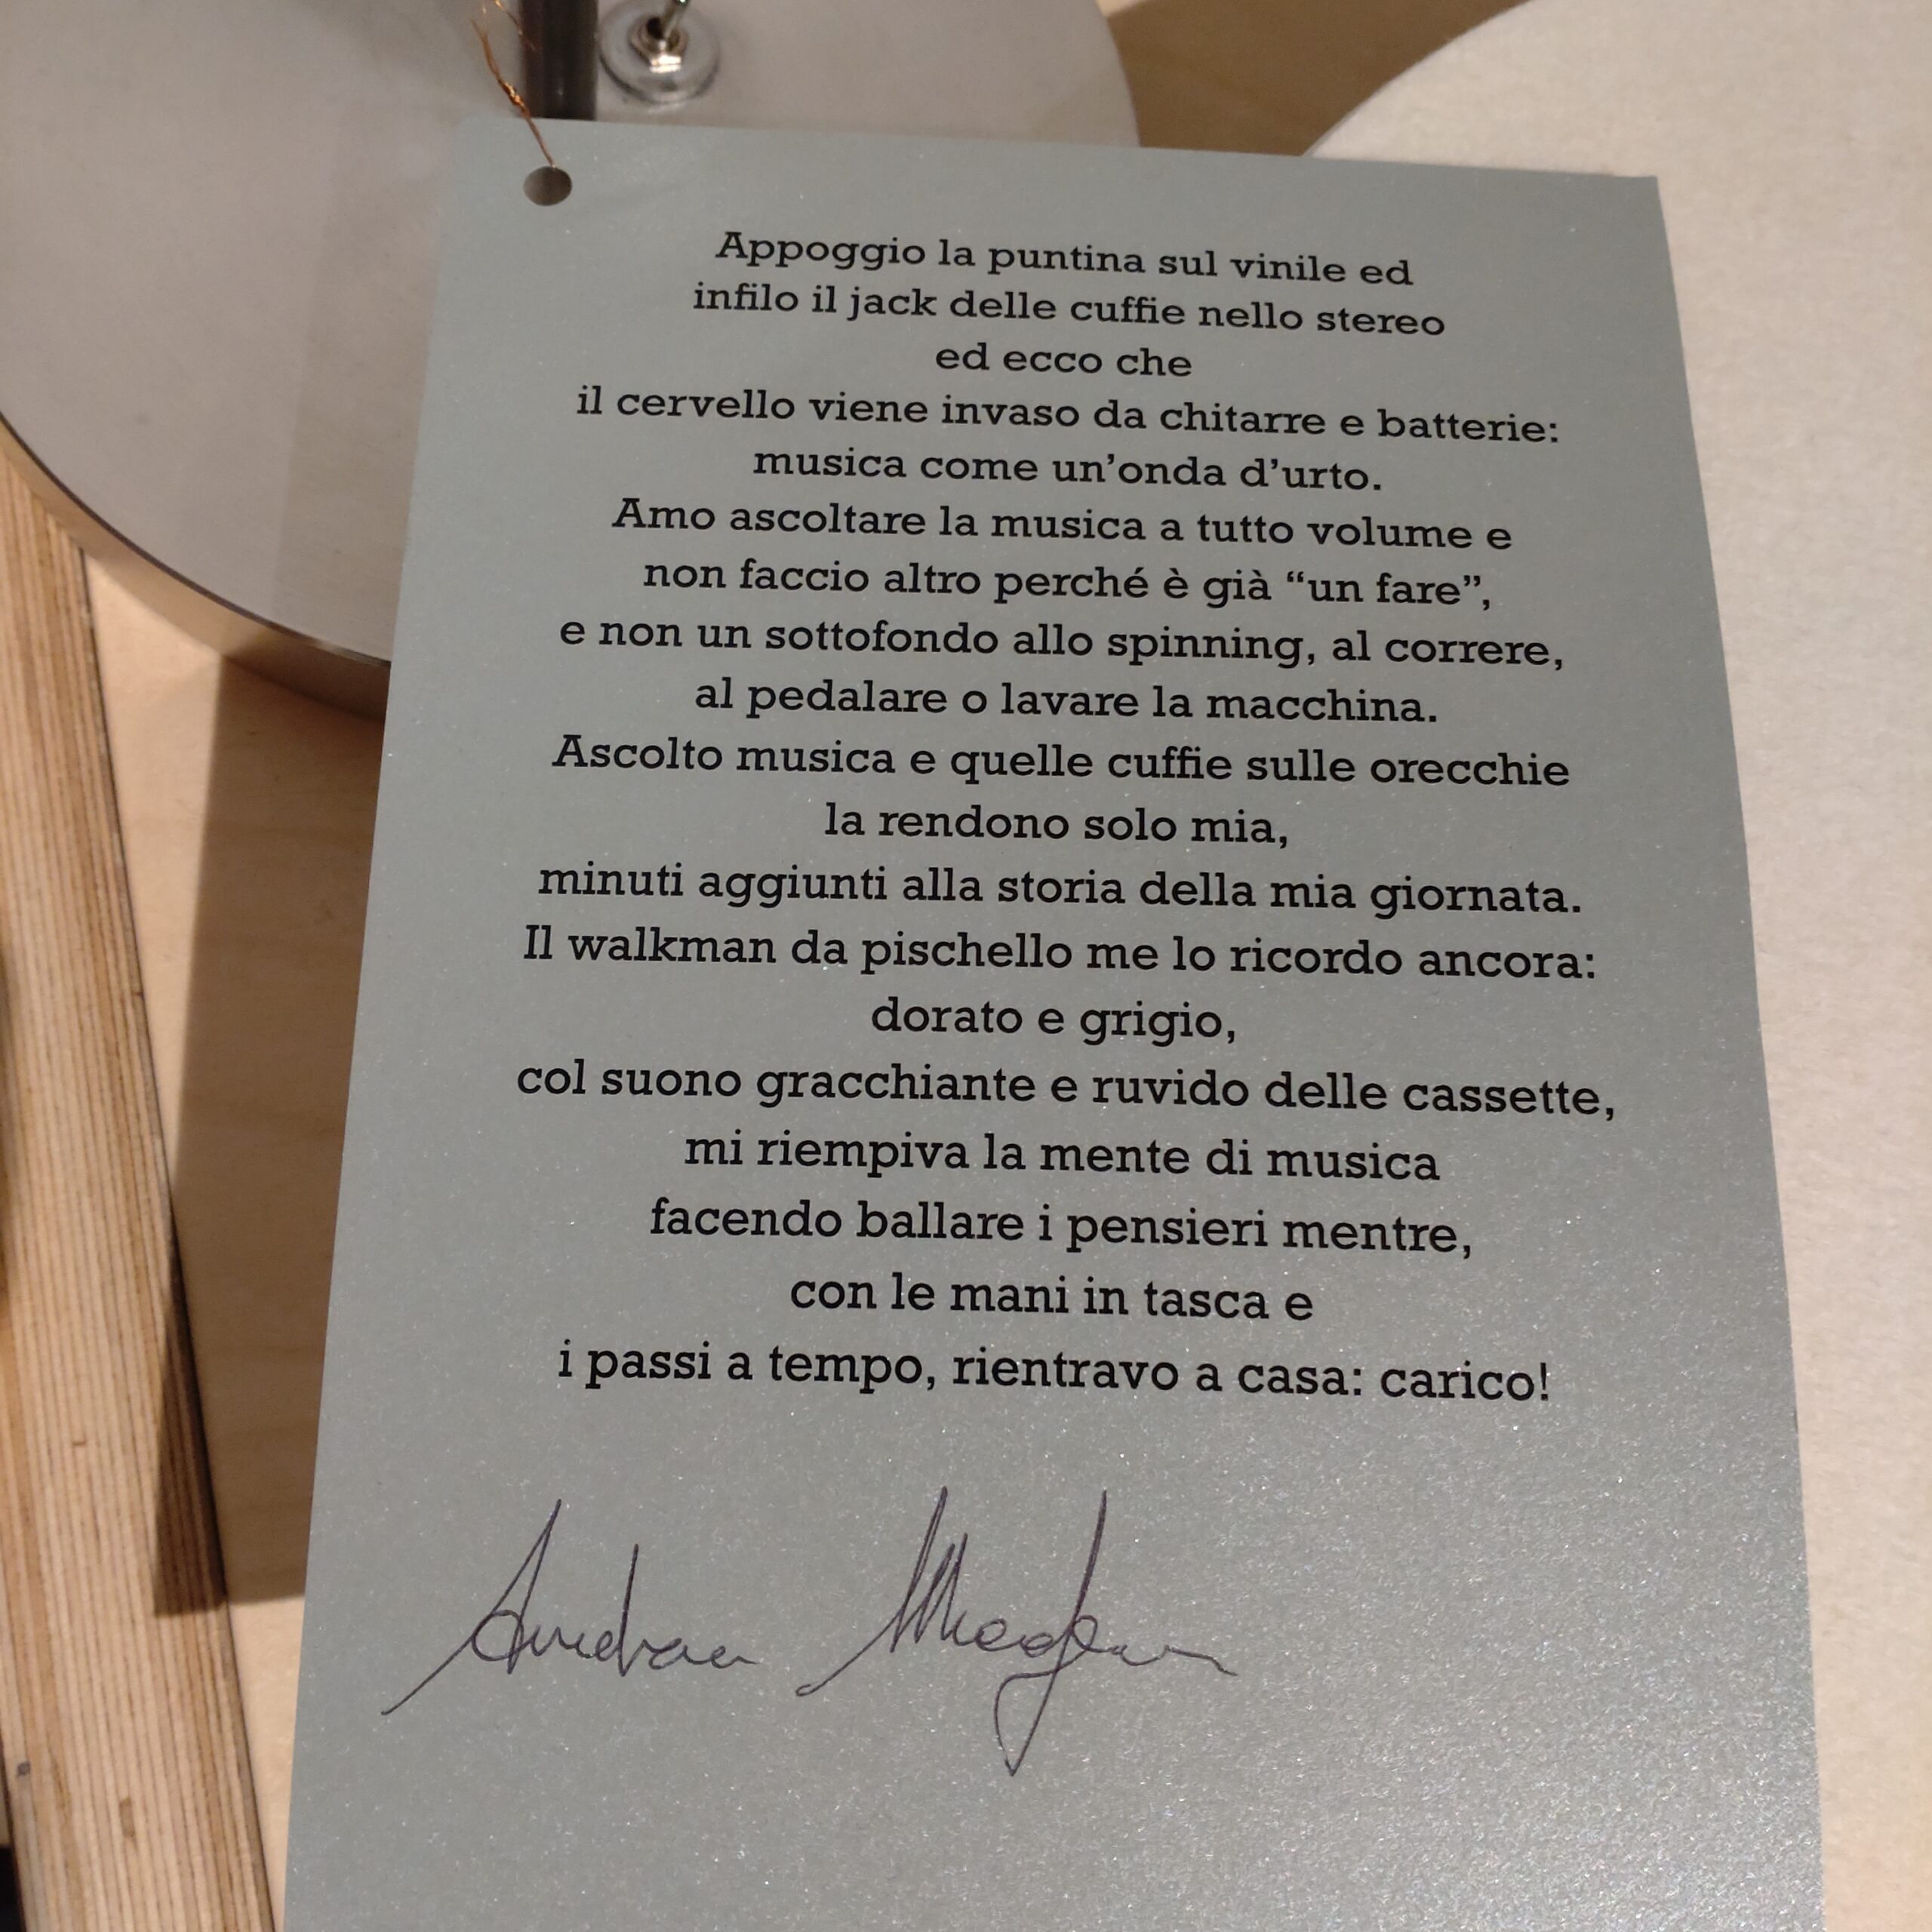 Appoggio la puntina sul vinile ed
infilo il jack delle cuffie nello stereo
ed ecco che
il cervello viene invaso da chitarre e batterie:
musica come un'onda d'urto.
Amo ascoltare la musica a tutto volume e
non faccio altro perché è già “un fare”,
e non un sottofondo allo spinning, al correre,
al pedalare o lavare la macchina.
Ascolto musica e quelle cuffie sulle orecchie
la rendono solo mia,
minuti aggiunti alla storia della mia giornata.
Il walkman da pischello me lo ricordo ancora:
dorato e grigio,
col suono gracchiante e ruvido delle cassette,
mi riempiva la mente di musica
facendo ballare i pensieri mentre,
con le mani in tasca e
i passi a tempo, rientravo a casa: carico!
Andrea